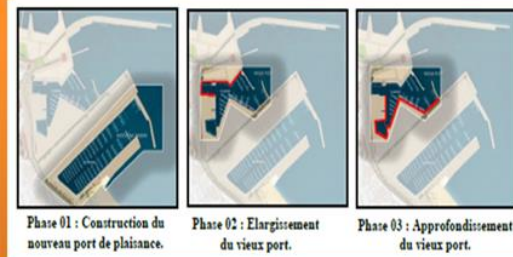 Phase 01 : Construction du
nouveau port de plaisance.
Phase 02 : Elargissement
du vieux port.
Phase 03 : Approfondissement
du vieux port.